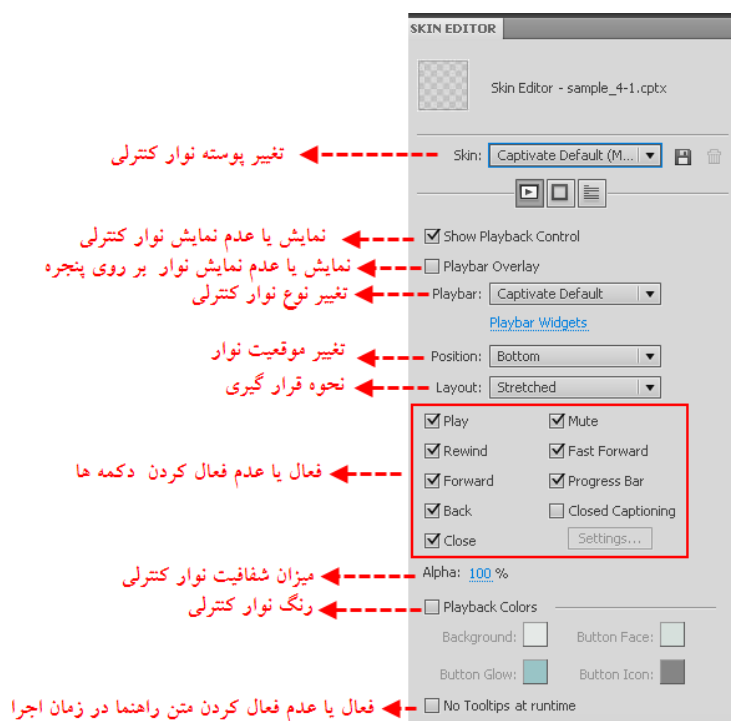 SKIN EDITOR
Skin Editor - sample_4-1.cptx
تغییر پوسته نوار کنترلی
Skin: Captivate Default (M...
نمایش یا عدم نمایش نوار کنترلی
Show Playback Control
نمایش یا عدم نمایش نوار بر روی پنجره
Playbar Overlay
تغییر نوع نوار کنترلی
Playbar: Captivate Default
Playbar Widgets
تغییر موقعیت نوار
Position: Bottom
نحوه قرار گیری
Layout: Stretched
Play Mute
Rewind Fast Forward
فعال یا عدم فعال کردن دکمه ها
Forward Progress Bar
Back Closed Captioning
Close Settings...
میزان شفافیت نوار کنترلی
Alpha: 100 %
رنگ نوار کنترلی
Playback Colors
Background: Button Face:
Button Glow: Button Icon:
فعال یا عدم فعال کردن متن راهنما در زمان اجرا
No Tooltips at runtime